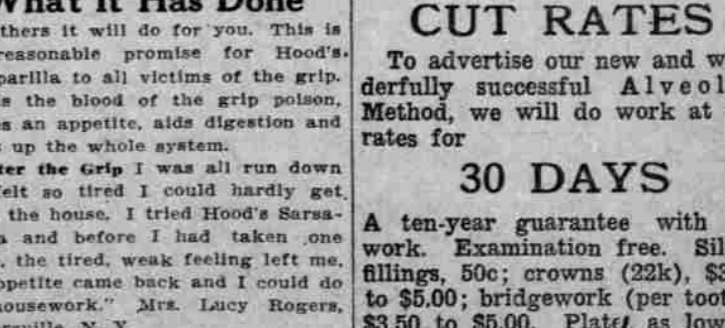 What It Has Done
thers it will do for you. This is
reasonable promise for Hood's
parilla to all victims of the grip.
s the blood of the grip poison,
s an appetite, aids digestion and
up the whole system.
ter the Grip I was all run down
felt so tired I could hardly get
the house. I tried Hood's Sarsa-
a and before I had taken one
the tired, weak feeling left me,
ppetite came back and I could do
housework." Mrs. Lucy Rogers,
N. Y.
CUT RATES
To advertise our new and w
derfully successful Alveol
Method, we will do work at
rates for
30 DAYS
A ten-year guarantee with
work. Examination free. Sil
fillings, 50c; crowns (22k), $3
to $5.00; bridgework (per toot
$3.50 to $5.00. Plates as low